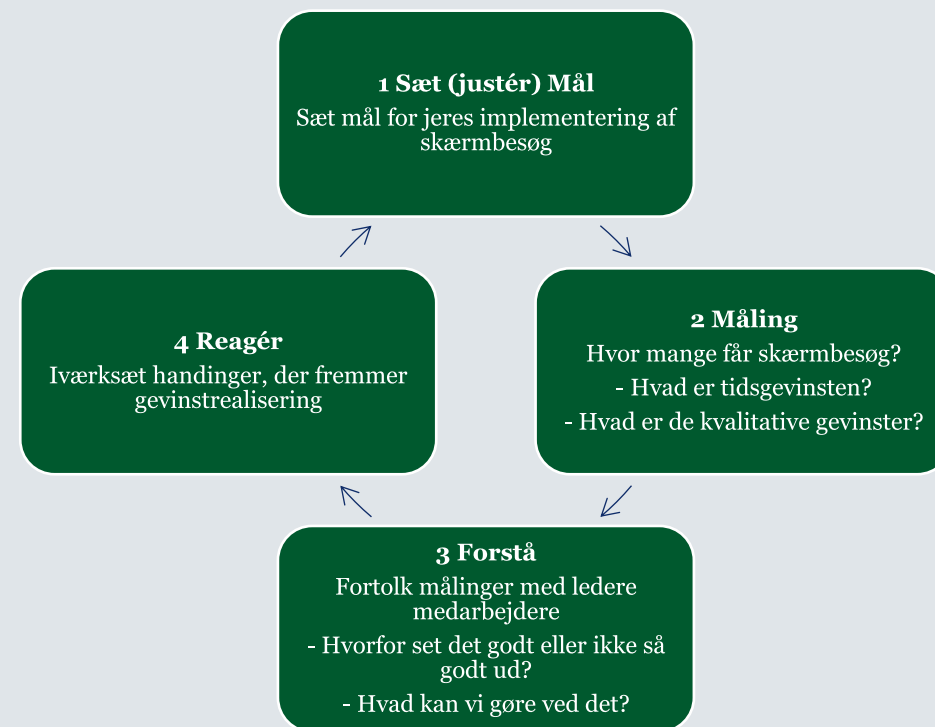 1 Sæt (justér) Mål
Sæt mål for jeres implementering af
skærmbesøg
2 Måling
Hvor mange får skærmbesøg?
- Hvad er tidsgevinsten?
- Hvad er de kvalitative gevinster?
3 Forstå
Fortolk målinger med ledere
medarbejdere
- Hvorfor set det godt eller ikke så
godt ud?
- Hvad kan vi gøre ved det?
4 Reagér
Iværksæt handinger, der fremmer
gevinstrealisering